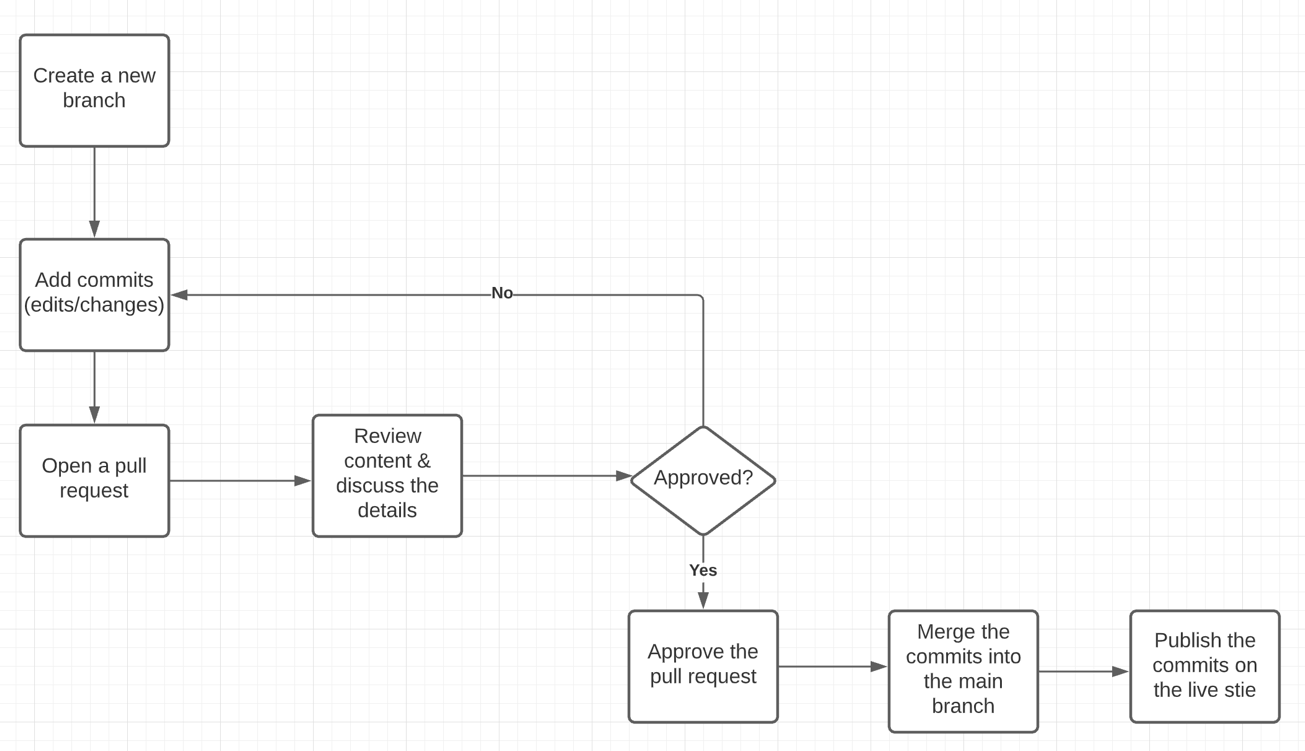 Create a new
branch
Add commits
(edits/changes)
No
Open a pull
request
Review
content &
discuss the
details
Approved?
Yes
Approve the
pull request
Merge the
commits into
the main
branch
Publish the
commits on
the live stie